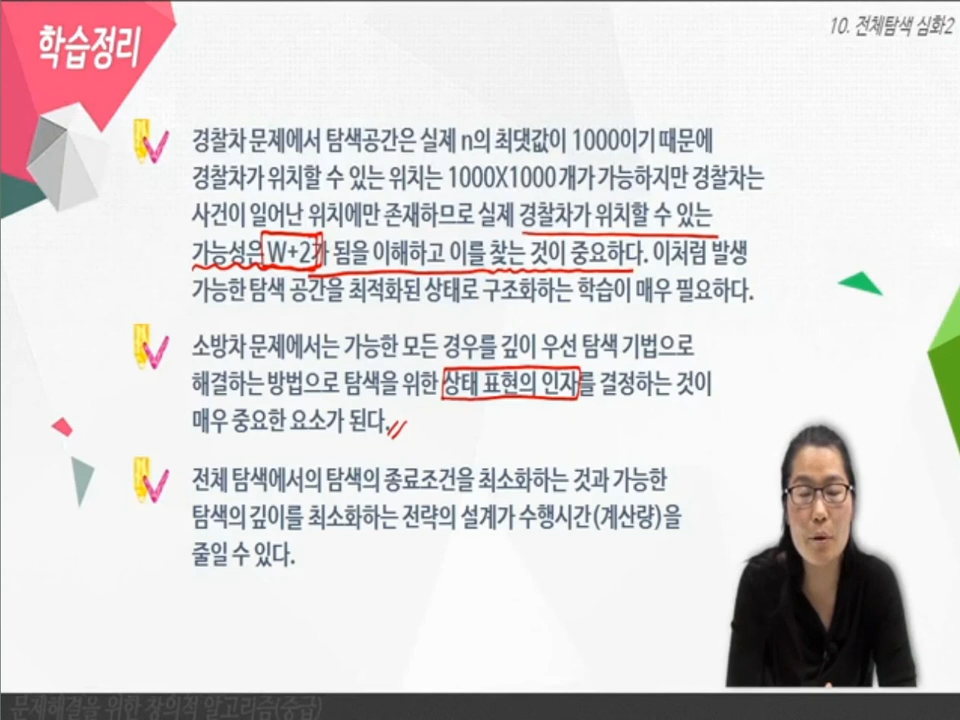 학습정리
10. 전체탐색 심화2
경찰차 문제에서 탐색공간은 실제 n의 최댓값이 1000이기 때문에
경찰차가 위치할 수 있는 위치는 1000X1000개가 가능하지만 경찰차는
사건이 일어난 위치에만 존재하므로 실제 경찰차가 위치할 수 있는
가능성은 W+2가 됨을 이해하고 이를 찾는 것이 중요하다. 이처럼 발생
가능한 탐색 공간을 최적화된 상태로 구조화하는 학습이 매우 필요하다.
소방차 문제에서는 가능한 모든 경우를 깊이 우선 탐색 기법으로
해결하는 방법으로 탐색을 위한 상태 표현의 인자를 결정하는 것이
매우 중요한 요소가 된다.
전체 탐색에서의 탐색의 종료조건을 최소화하는 것과 가능한
탐색의 깊이를 최소화하는 전략의 설계가 수행시간(계산량)을
줄일 수 있다.
문제해결을 위한 창의적 알고리즘(중급)